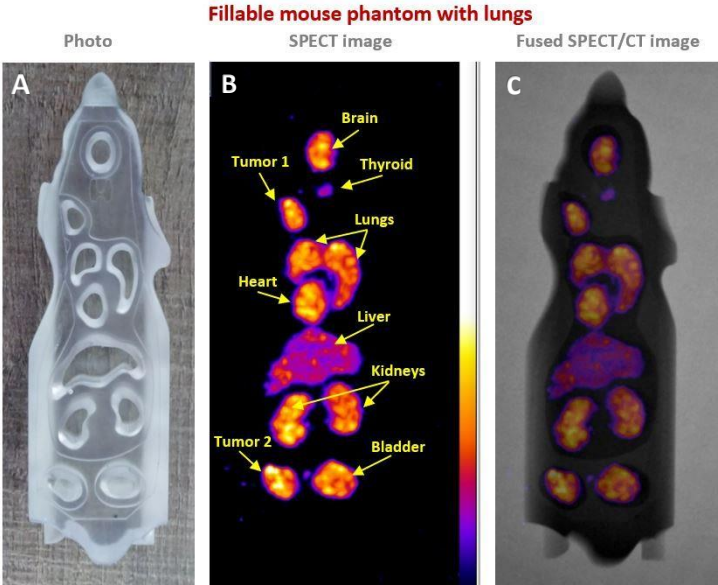 Fillable mouse phantom with lungs
Photo
SPECT image
Fused SPECT/CT image
A
B
C
Brain
Tumor 1
Thyroid
Lungs
Heart
Liver
Kidneys
Tumor 2
Bladder